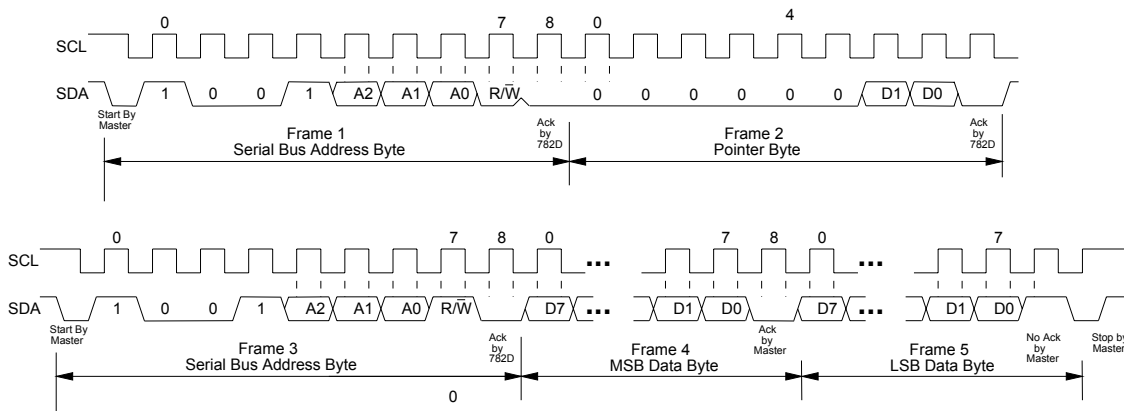 0 7 8 0 4
SCL
SDA 1 0 0 1 A2 A1 A0 R/W̅ 0 0 0 0 0 0 D1 D0
Start By
Master
Ack
by
782D
Ack
by
782D
Frame 1
Serial Bus Address Byte
Frame 2
Pointer Byte
0 7 8 0 7 8 0 7
SCL ... ...
SDA 1 0 0 1 A2 A1 A0 R/W̅ D7 ... D1 D0 D7 ... D1 D0
Start By
Master
Ack
by
782D
Ack
by
Master
No Ack
by
Master
Stop by
Master
Frame 3
Serial Bus Address Byte
Frame 4
MSB Data Byte
Frame 5
LSB Data Byte
0